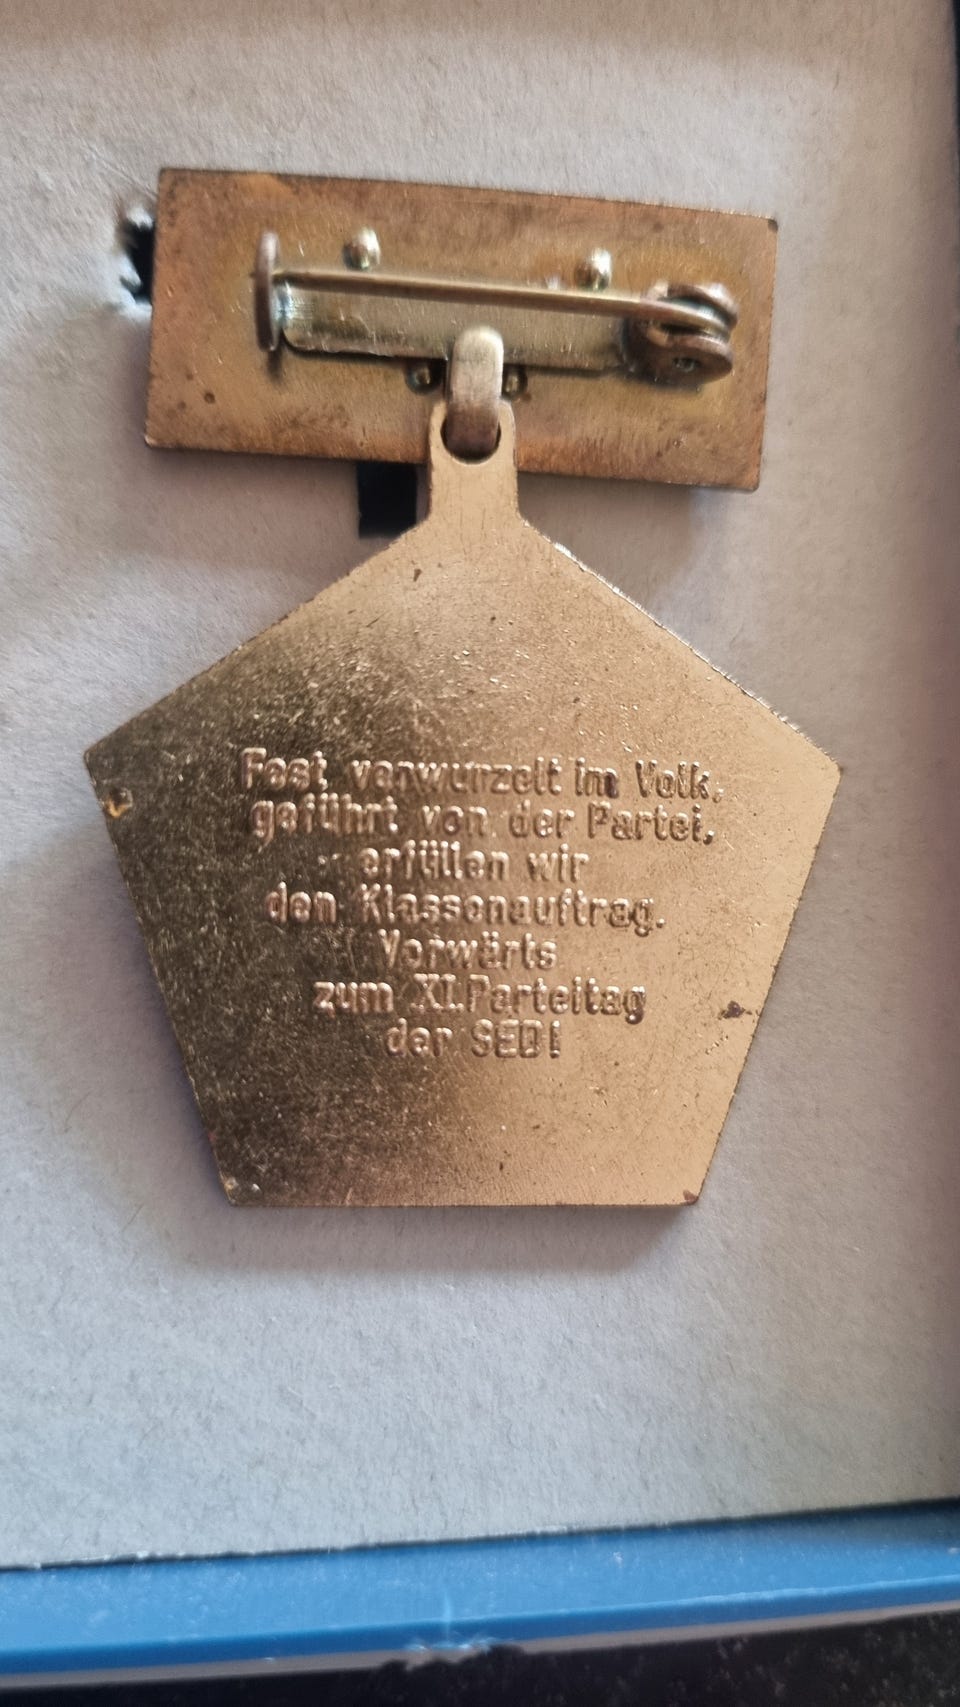 Fest verwurzelt im Volk,
geführt von der Partei,
erfüllen wir
den Klassenauftrag.
Vorwärts
zum XI.Parteitag
der SED!